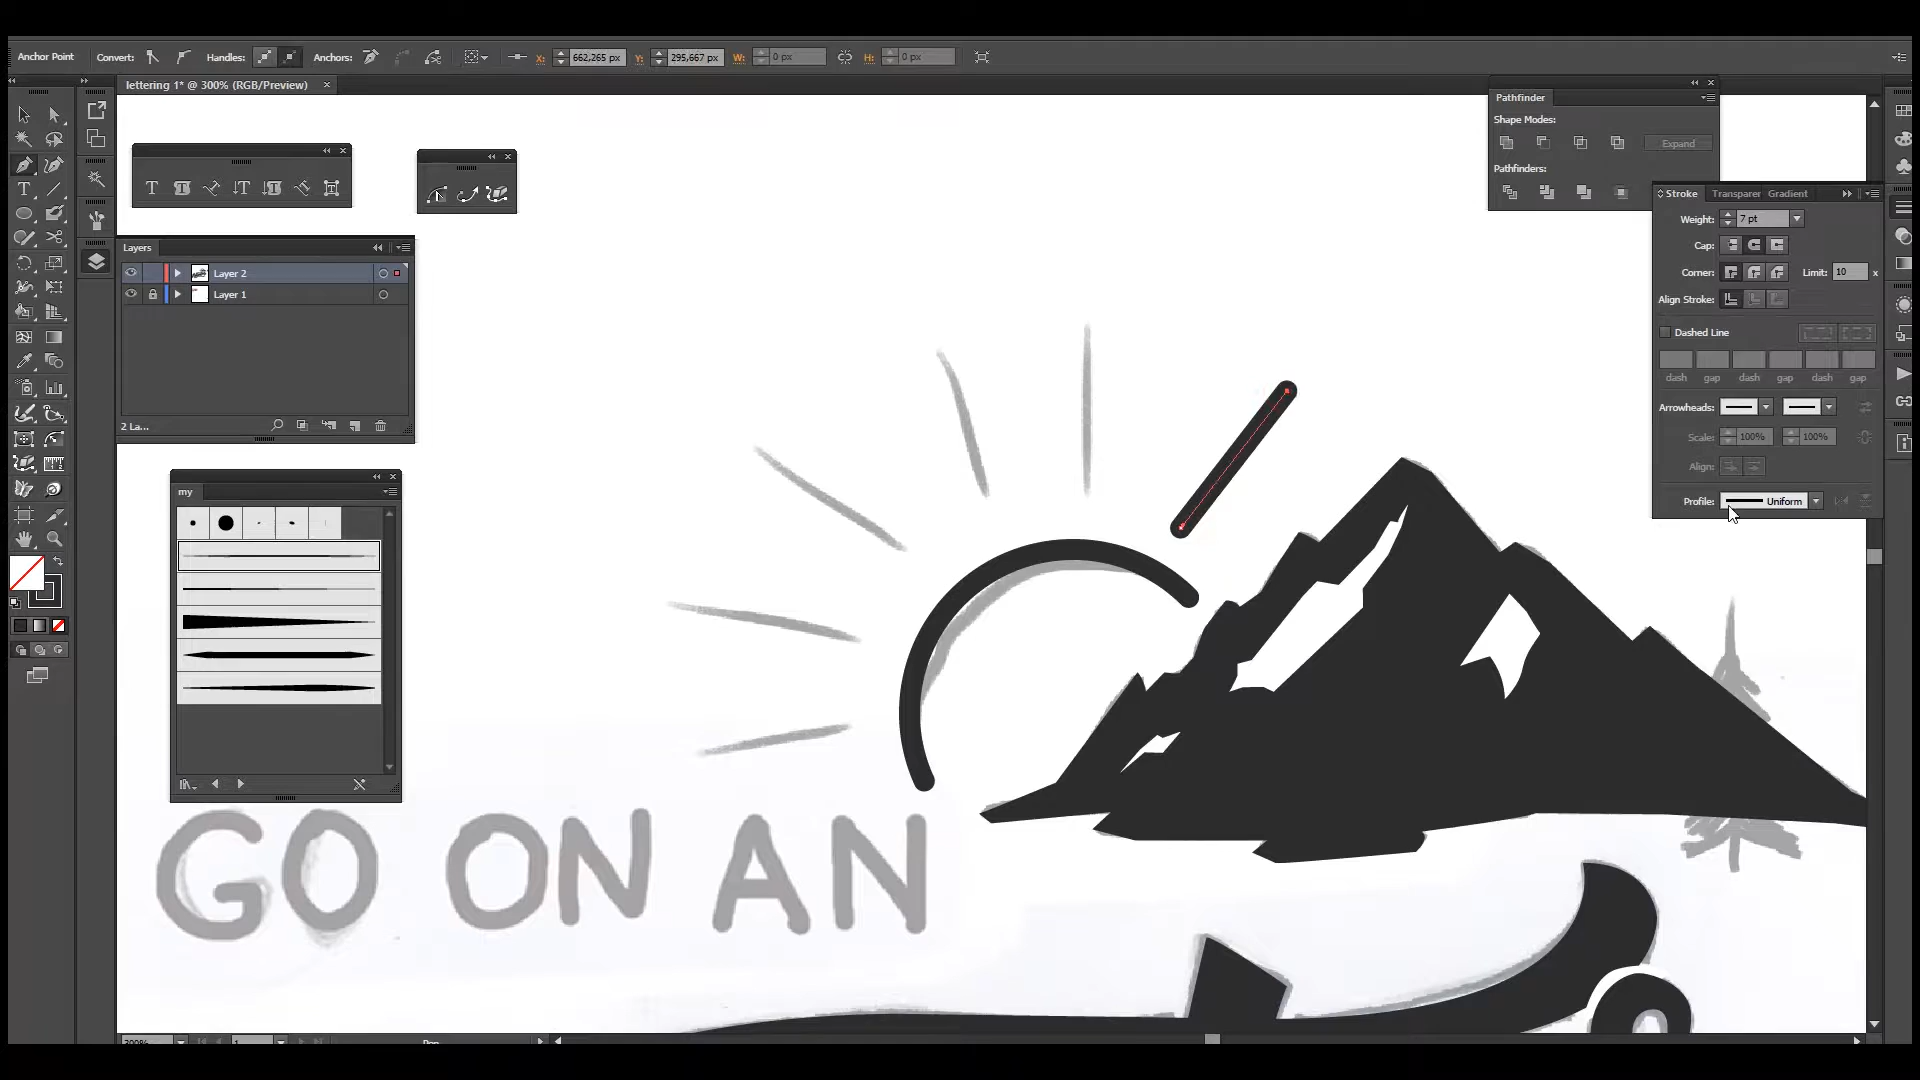 Anchor Point Convert: Handles: Anchors: X: 662,265 px Y: 295,667 px W: 0 px H: 0 px
lettering 1* @ 300% (RGB/Preview)
Pathfinder
Shape Modes:
Expand
Pathfinders:
Stroke Transparer Gradient
Weight: 7 pt
Cap:
Corner: Limit: 10 x
Align Stroke:
Dashed Line
dash gap dash gap dash gap
Arrowheads:
Scale: 100% 100%
Align:
Profile: Uniform
Layers
Layer 2
Layer 1
2 La...
my
GO ON AN
300% 1 Pen